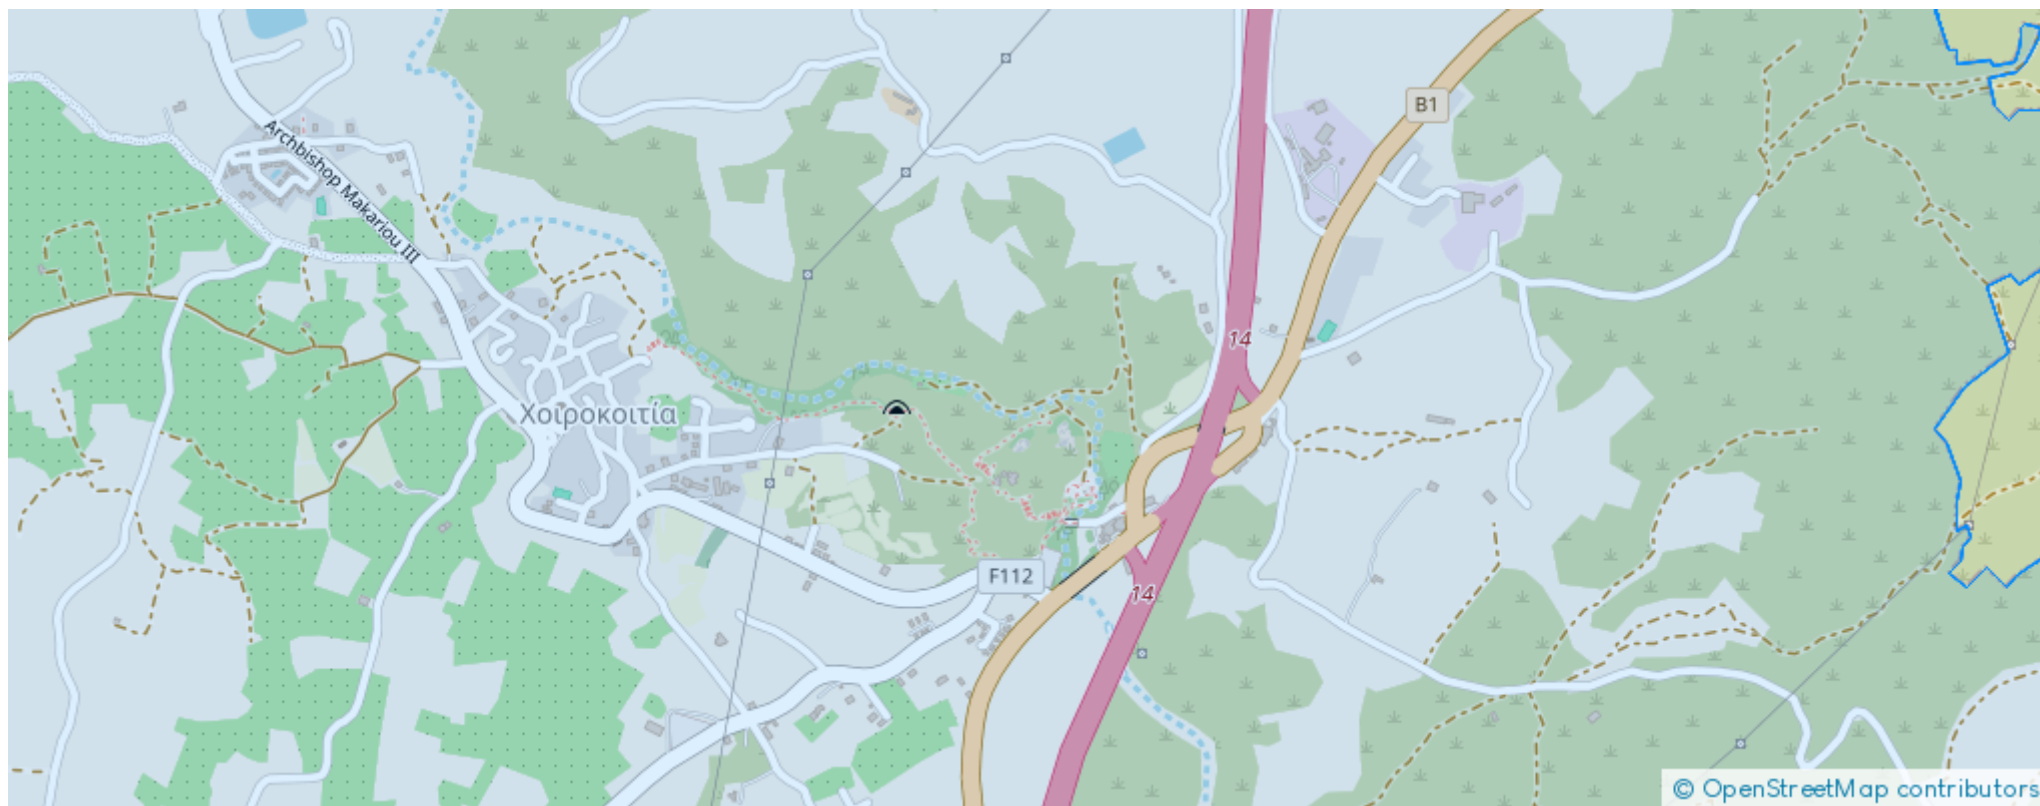 B1
Archbishop Makariou III
14
Χοιροκοιτία
F112
14
© OpenStreetMap contributors